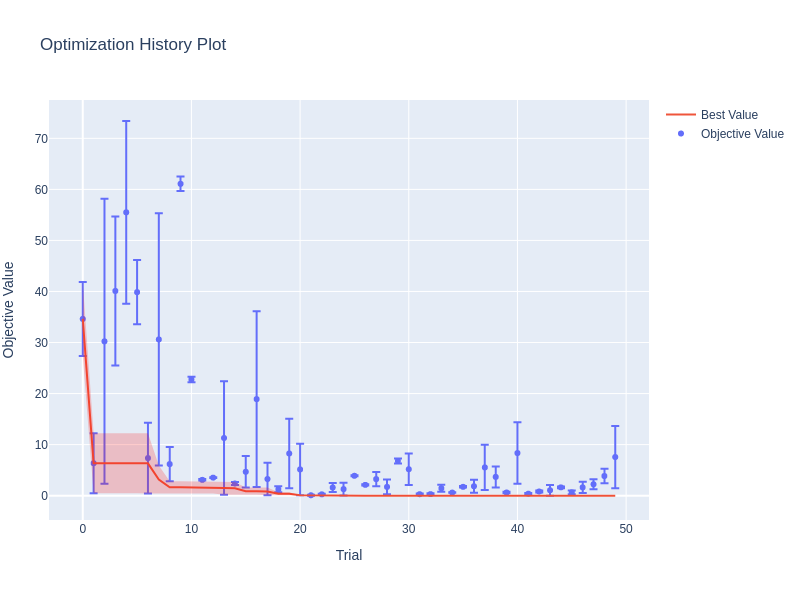 Optimization History Plot
Best Value
Objective Value
70
60
50
40
30
20
10
0
Objective Value
0 10 20 30 40 50
Trial